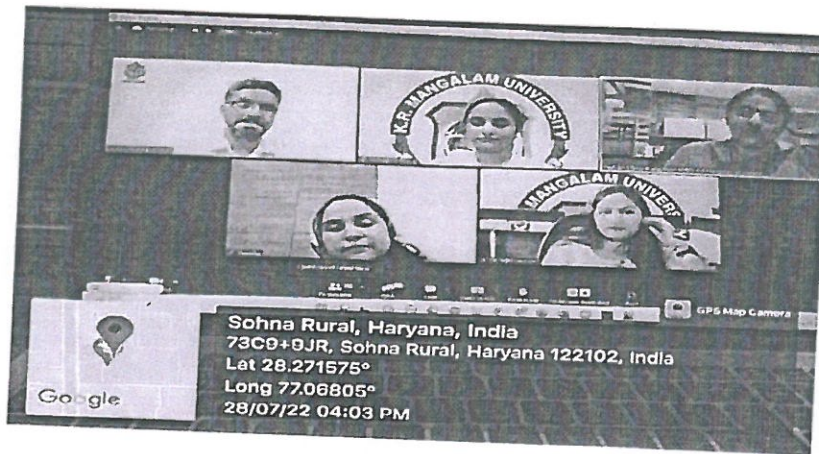 K.R. MANGALAM UNIVERSITY
MANGALAM UNIVER
GPS Map Camera
Google
Sohna Rural, Haryana, India
73C9+9JR, Sohna Rural, Haryana 122102, India
Lat 28.271575°
Long 77.06805°
28/07/22 04:03 PM